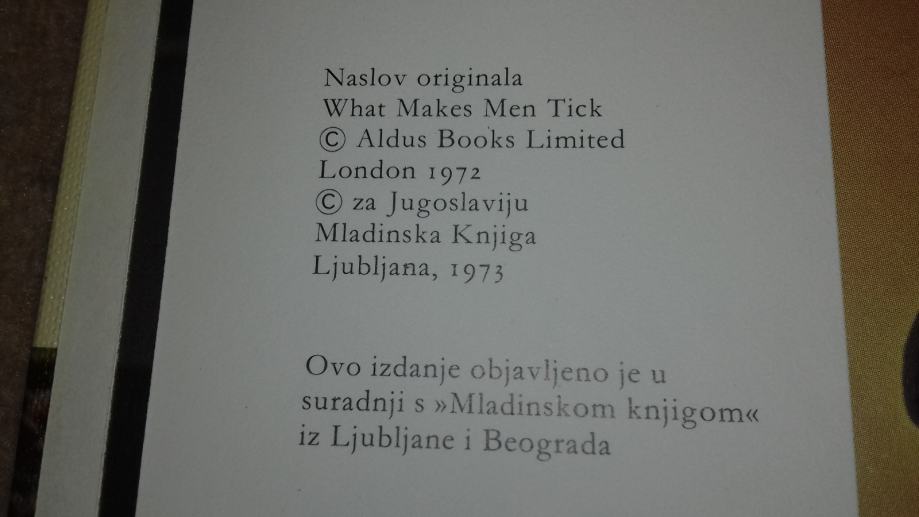 Naslov originala
What Makes Men Tick
© Aldus Books Limited
London 1972
© za Jugoslaviju
Mladinska Knjiga
Ljubljana, 1973
Ovo izdanje objavljeno je u
suradnji s »Mladinskom knjigom«
iz Ljubljane i Beograda